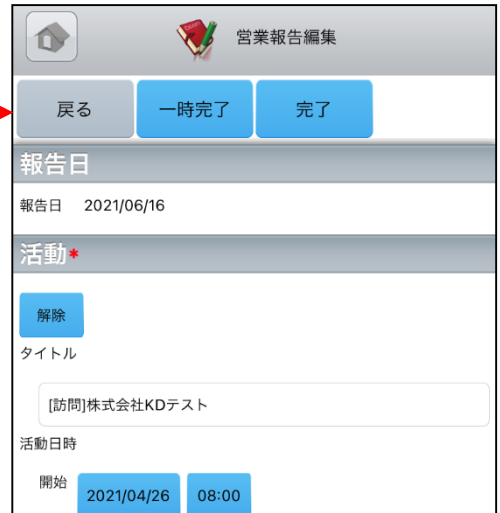 営業報告編集
戻る 一時完了 完了
報告日
報告日 2021/06/16
活動*
解除
タイトル
[訪問]株式会社KDテスト
活動日時
開始 2021/04/26 08:00